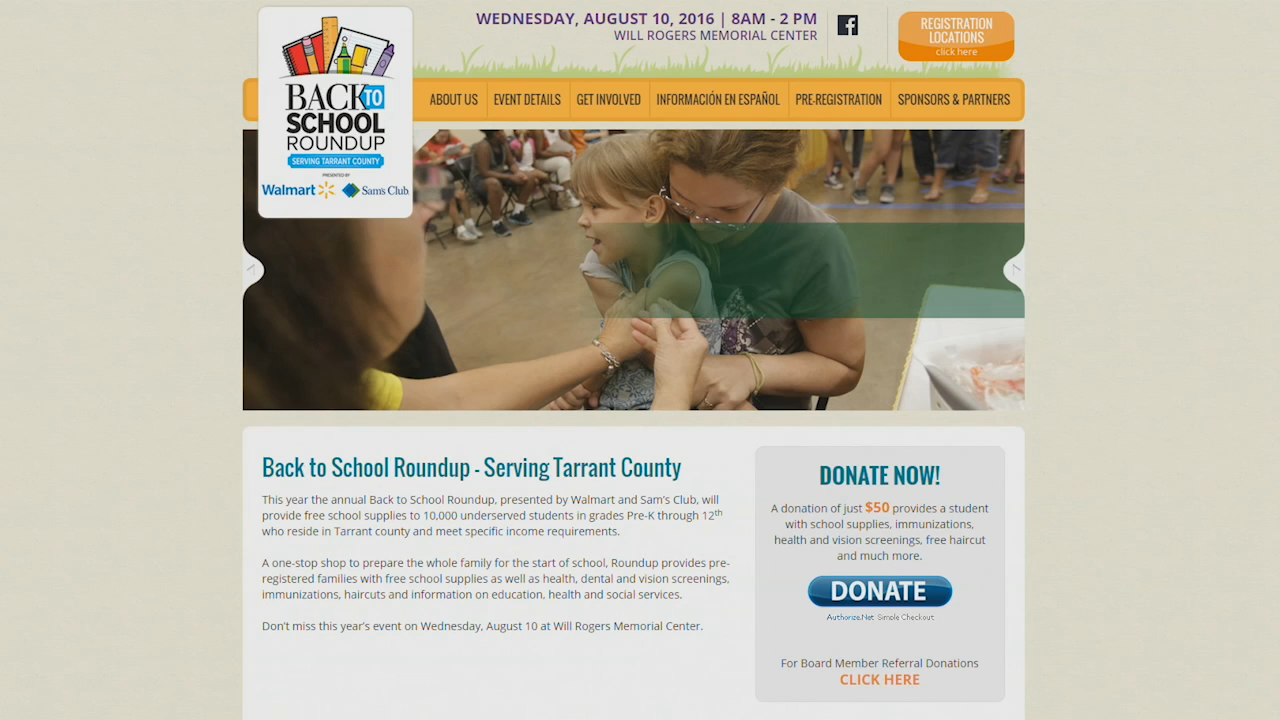 WEDNESDAY, AUGUST 10, 2016 | 8AM - 2 PM
WILL ROGERS MEMORIAL CENTER
REGISTRATION
LOCATIONS
click here
BACK TO
SCHOOL
ROUNDUP
SERVING TARRANT COUNTY
PRESENTED BY
Walmart Sam's Club
ABOUT US EVENT DETAILS GET INVOLVED INFORMACIÓN EN ESPAÑOL PRE-REGISTRATION SPONSORS & PARTNERS
Back to School Roundup - Serving Tarrant County
This year the annual Back to School Roundup, presented by Walmart and Sam's Club, will
provide free school supplies to 10,000 underserved students in grades Pre-K through 12th
who reside in Tarrant county and meet specific income requirements.
A one-stop shop to prepare the whole family for the start of school, Roundup provides pre-
registered families with free school supplies as well as health, dental and vision screenings,
immunizations, haircuts and information on education, health and social services.
Don't miss this year's event on Wednesday, August 10 at Will Rogers Memorial Center.
DONATE NOW!
A donation of just $50 provides a student
with school supplies, immunizations,
health and vision screenings, free haircut
and much more.
DONATE
Authorize.Net Simple Checkout
For Board Member Referral Donations
CLICK HERE